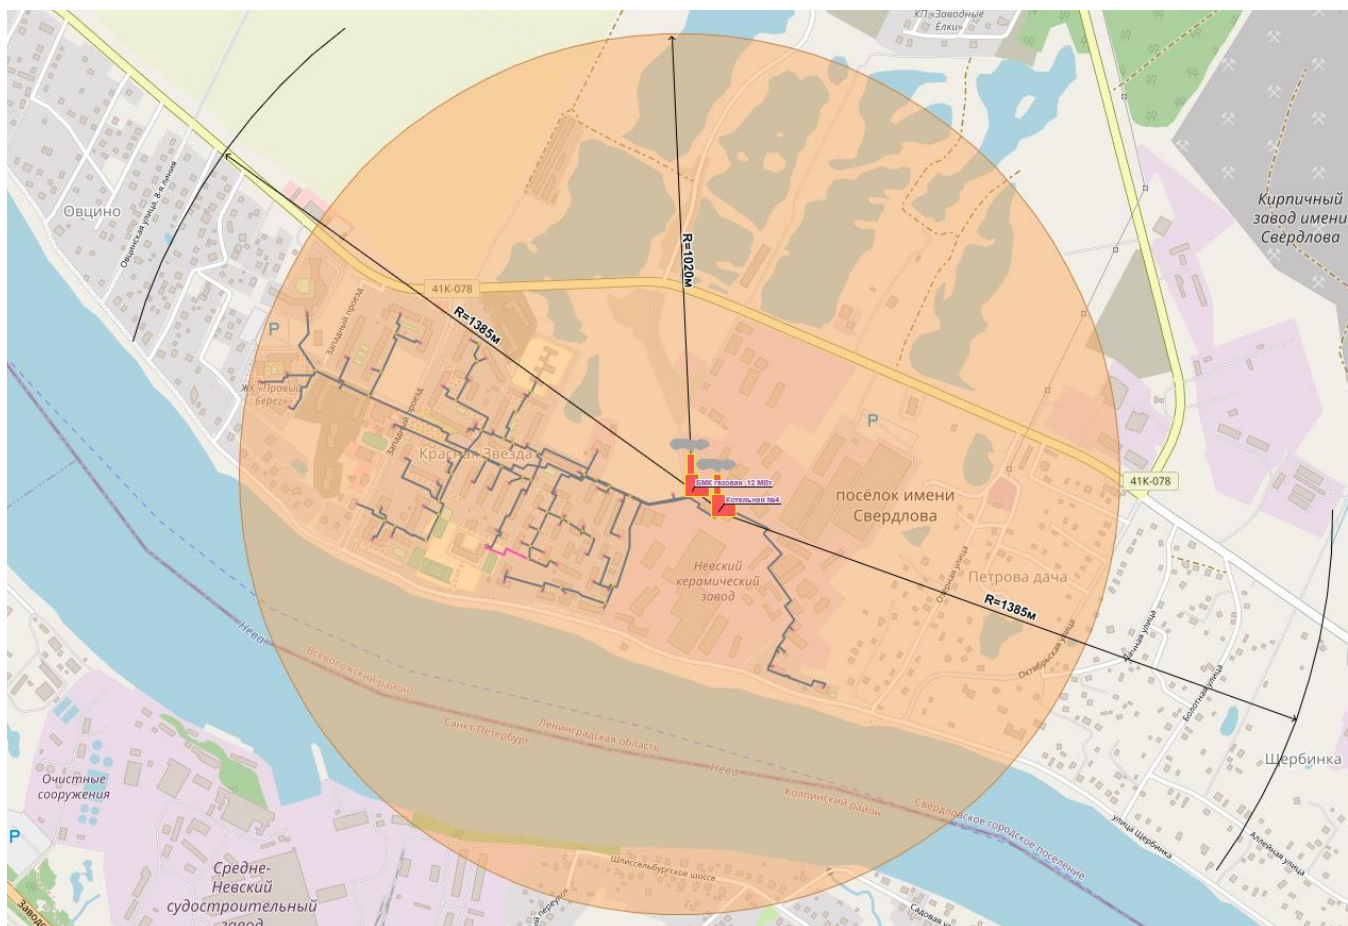 КП «Заводные
Ёлки»
Кирпичный
завод имени
Свердлова
Овцино
Овцинская улица, 8-я линия
41К-078
R=1020м
R=1385м
Западный проезд
P
ЖК «Правый
Берег»
Западный проезд
Красная Звезда
P
БМК газовая 12 МВт
Котельная №4
посёлок имени
Свердлова
41К-078
Невский
керамический
завод
Озерная улица
Петрова дача
R=1385м
Октябрьская улица
Дачная улица
Болотная улица
Нева
Всеволожский район
Санкт-Петербург
Ленинградская область
Нева
Колпинский район
Свердловское городское поселение
Щербинка
улица Щербинка
Аллейная улица
Очистные
сооружения
P
Шлиссельбургское шоссе
Садовая улица
Средне-
Невский
судостроительный
завод